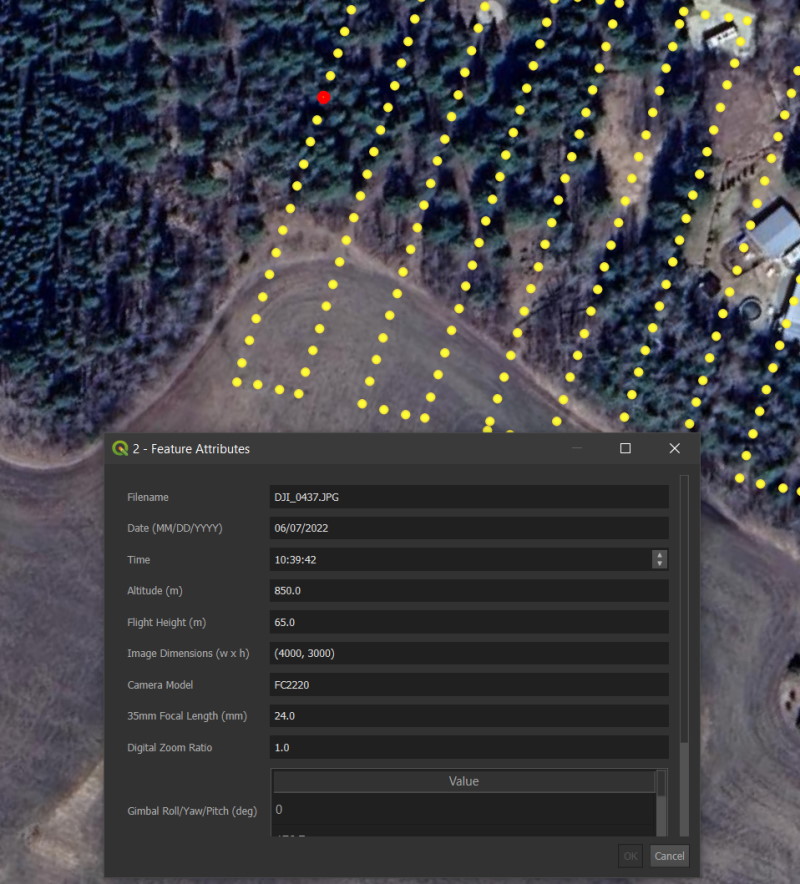 2 - Feature Attributes
Filename DJI_0437.JPG
Date (MM/DD/YYYY) 06/07/2022
Time 10:39:42
Altitude (m) 850.0
Flight Height (m) 65.0
Image Dimensions (w x h) (4000, 3000)
Camera Model FC2220
35mm Focal Length (mm) 24.0
Digital Zoom Ratio 1.0
Value
Gimbal Roll/Yaw/Pitch (deg) 0
OK Cancel